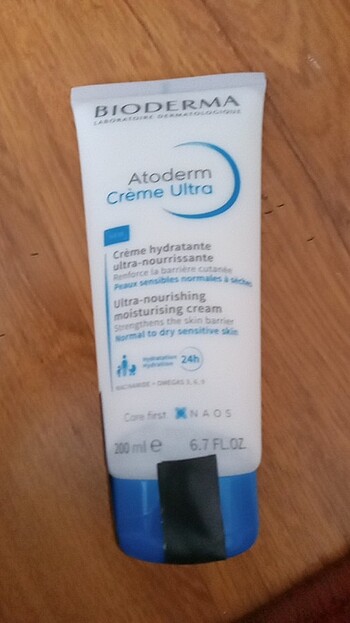 BIODERMA
LABORATOIRE DERMATOLOGIQUE
Atoderm
Crème Ultra
Crème hydratante
ultra-nourrissante
Renforce la barrière cutanée
Peaux sensibles normales à sèches
Ultra-nourishing
moisturising cream
Strengthens the skin barrier
Normal to dry sensitive skin
Hydratation
Hydration
24h
NIACINAMIDE + OMEGAS 3, 6, 9
Care first NAOS
200 ml e 6.7 FL.OZ.